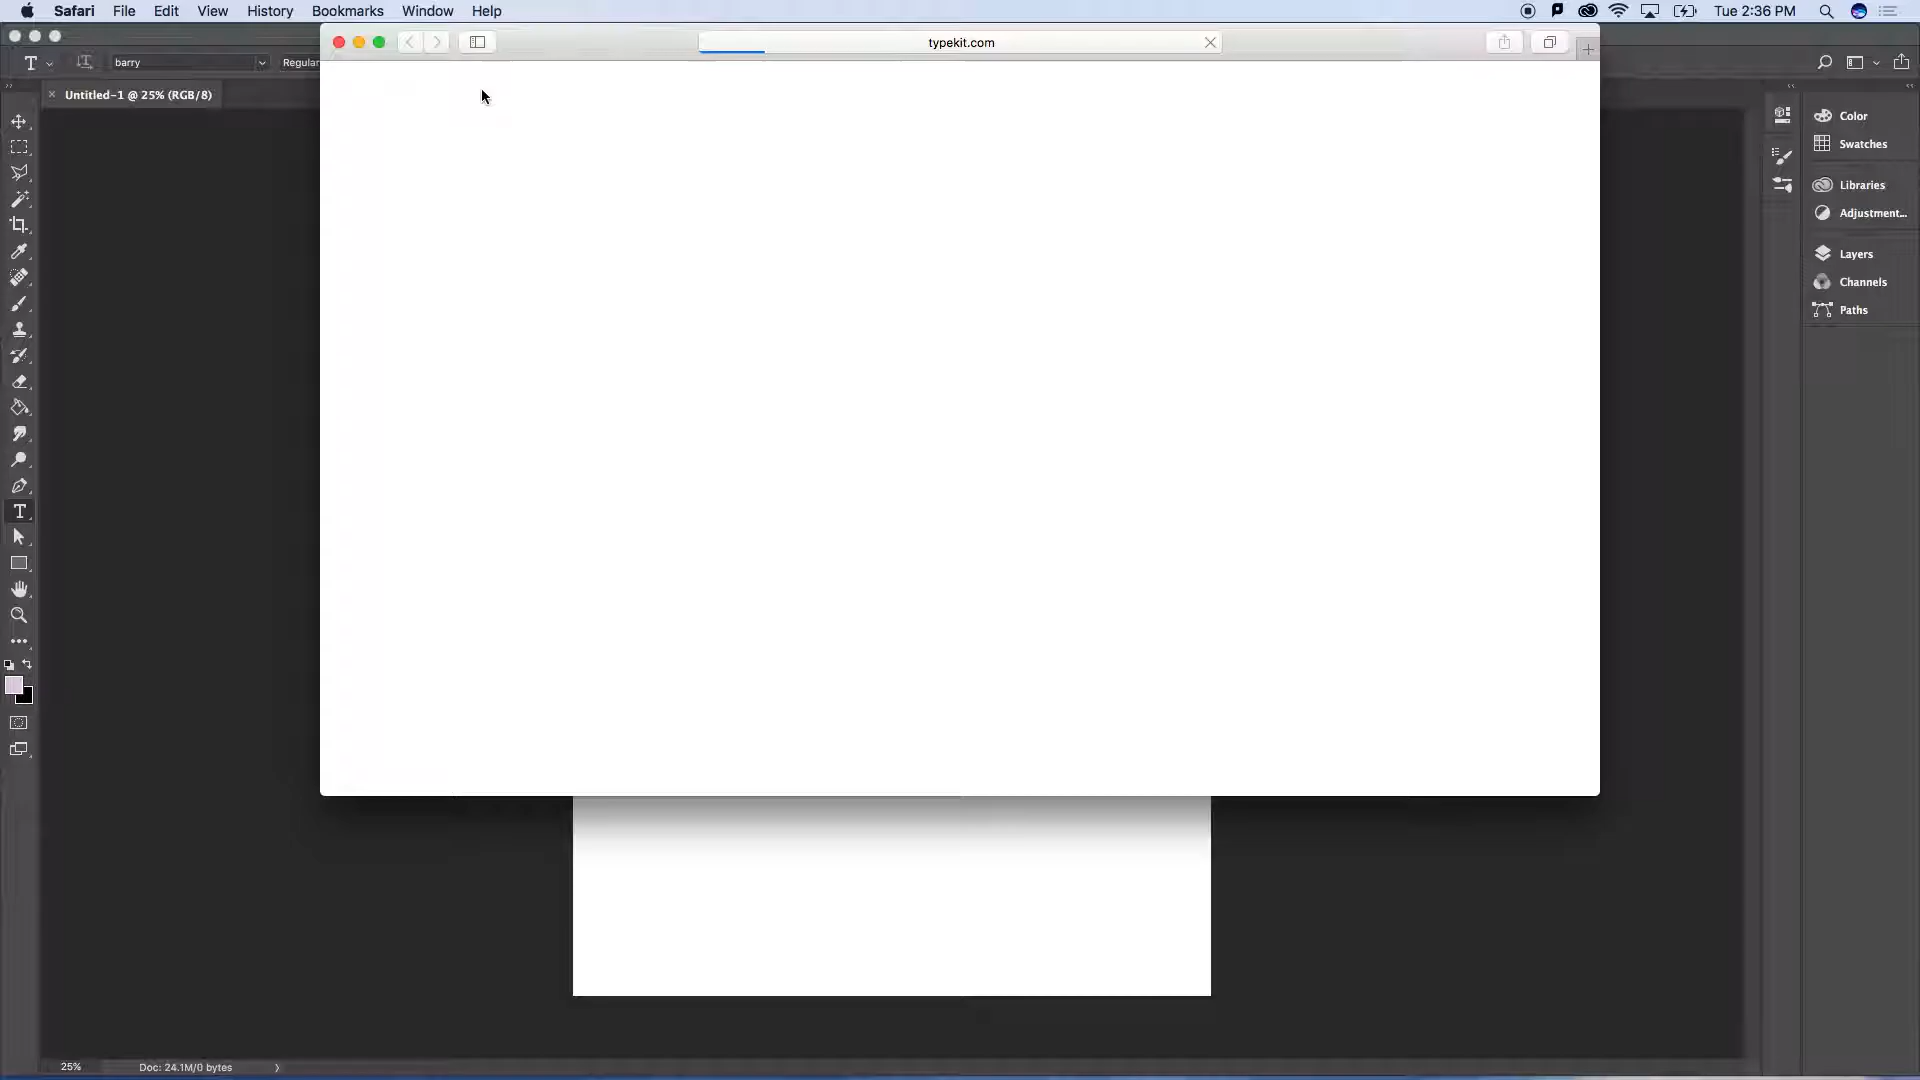 Safari File Edit View History Bookmarks Window Help Tue 2:36 PM
typekit.com
barry Regular
Untitled-1 @ 25% (RGB/8)
Color
Swatches
Libraries
Adjustment...
Layers
Channels
Paths
25% Doc: 24.1M/0 bytes